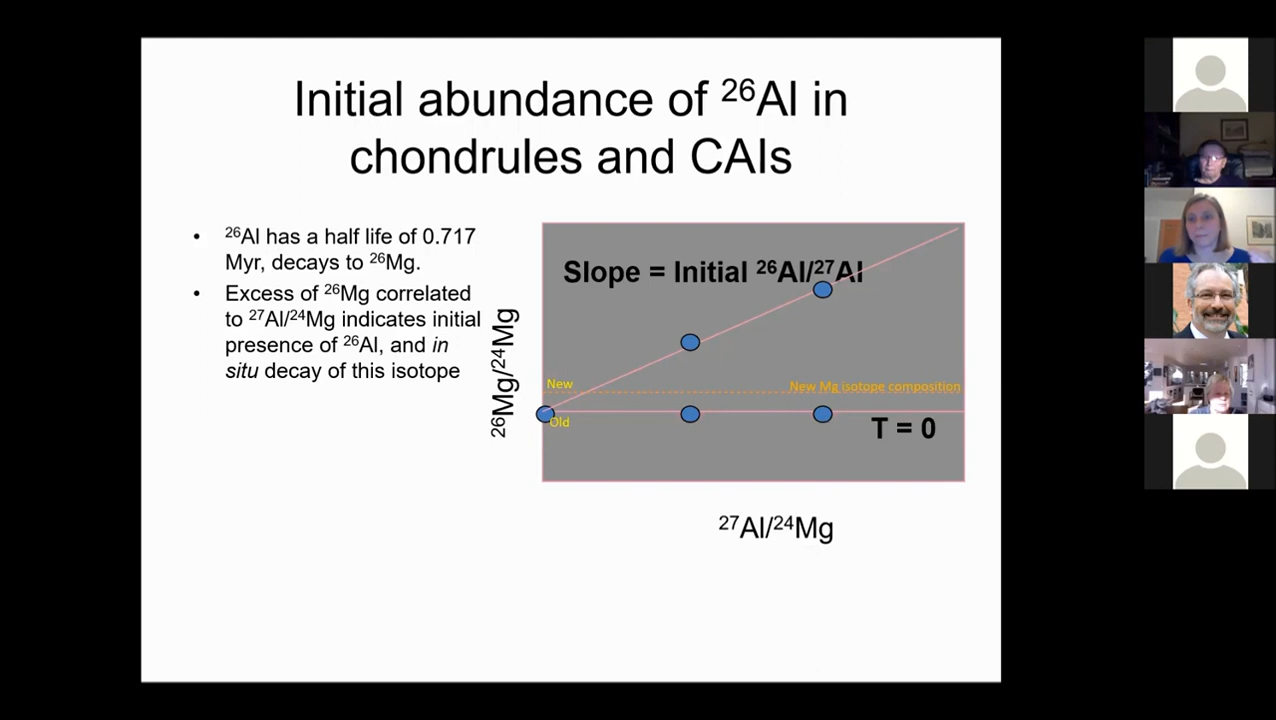 Initial abundance of ²⁶Al in
chondrules and CAIs
• ²⁶Al has a half life of 0.717
Myr, decays to ²⁶Mg.
• Excess of ²⁶Mg correlated
to ²⁷Al/²⁴Mg indicates initial
presence of ²⁶Al, and in
situ decay of this isotope
²⁶Mg/²⁴Mg
Slope = Initial ²⁶Al/²⁷Al
New
New Mg isotope composition
Old
T = 0
²⁷Al/²⁴Mg